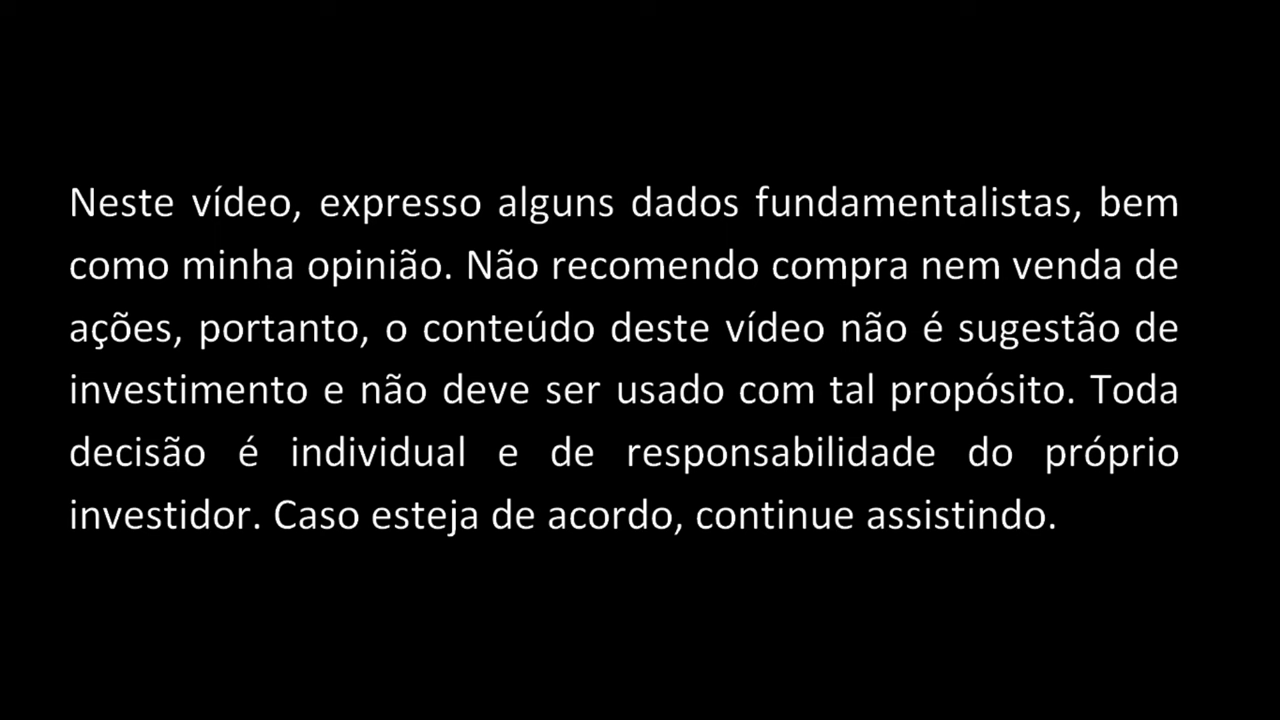 Neste vídeo, expresso alguns dados fundamentalistas, bem
como minha opinião. Não recomendo compra nem venda de
ações, portanto, o conteúdo deste vídeo não é sugestão de
investimento e não deve ser usado com tal propósito. Toda
decisão é individual e de responsabilidade do próprio
investidor. Caso esteja de acordo, continue assistindo.